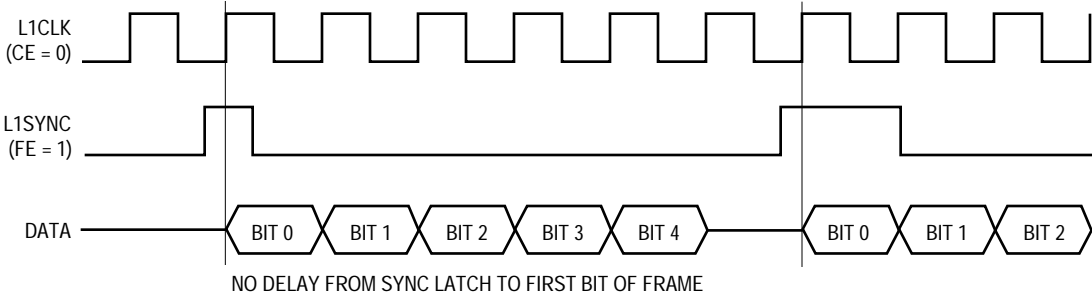 L1CLK
(CE = 0)
L1SYNC
(FE = 1)
DATA
BIT 0
BIT 1
BIT 2
BIT 3
BIT 4
BIT 0
BIT 1
BIT 2
NO DELAY FROM SYNC LATCH TO FIRST BIT OF FRAME